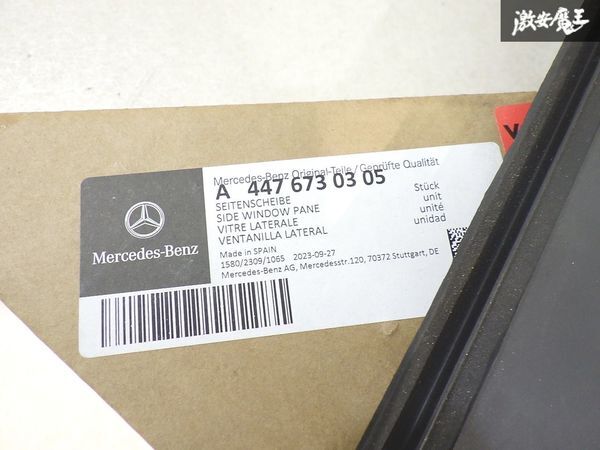 激安魔王
Mercedes-Benz Original-Teile / Geprüfte Qualität
A 447 673 03 05
SEITENSCHEIBE
SIDE WINDOW PANE
VITRE LATERALE
VENTANILLA LATERAL
Stück
unit
unité
unidad
Made in SPAIN
1580/2309/1065 2023-09-27
Mercedes-Benz AG, Mercedesstr.120, 70372 Stuttgart, DE
Mercedes-Benz